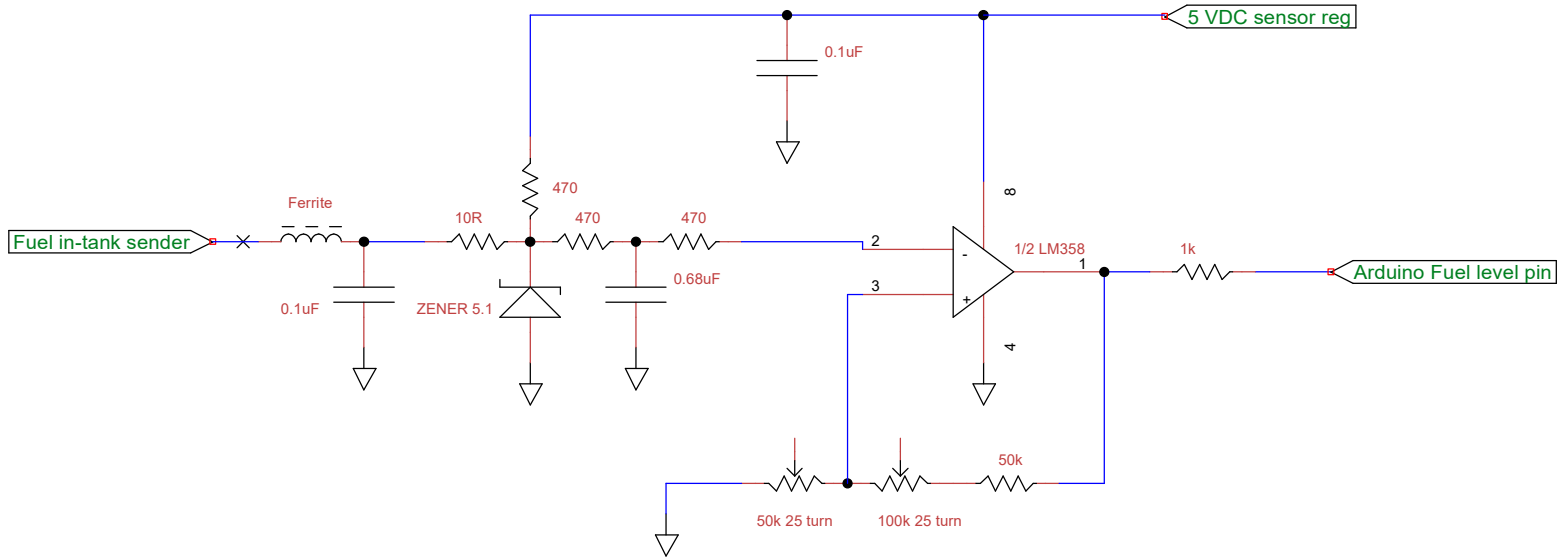 5 VDC sensor reg
0.1uF
8
470
Ferrite
Fuel in-tank sender
10R
470
470
2
-
1/2 LM358
1
1k
Arduino Fuel level pin
0.1uF
ZENER 5.1
0.68uF
3
+
4
50k
50k 25 turn
100k 25 turn